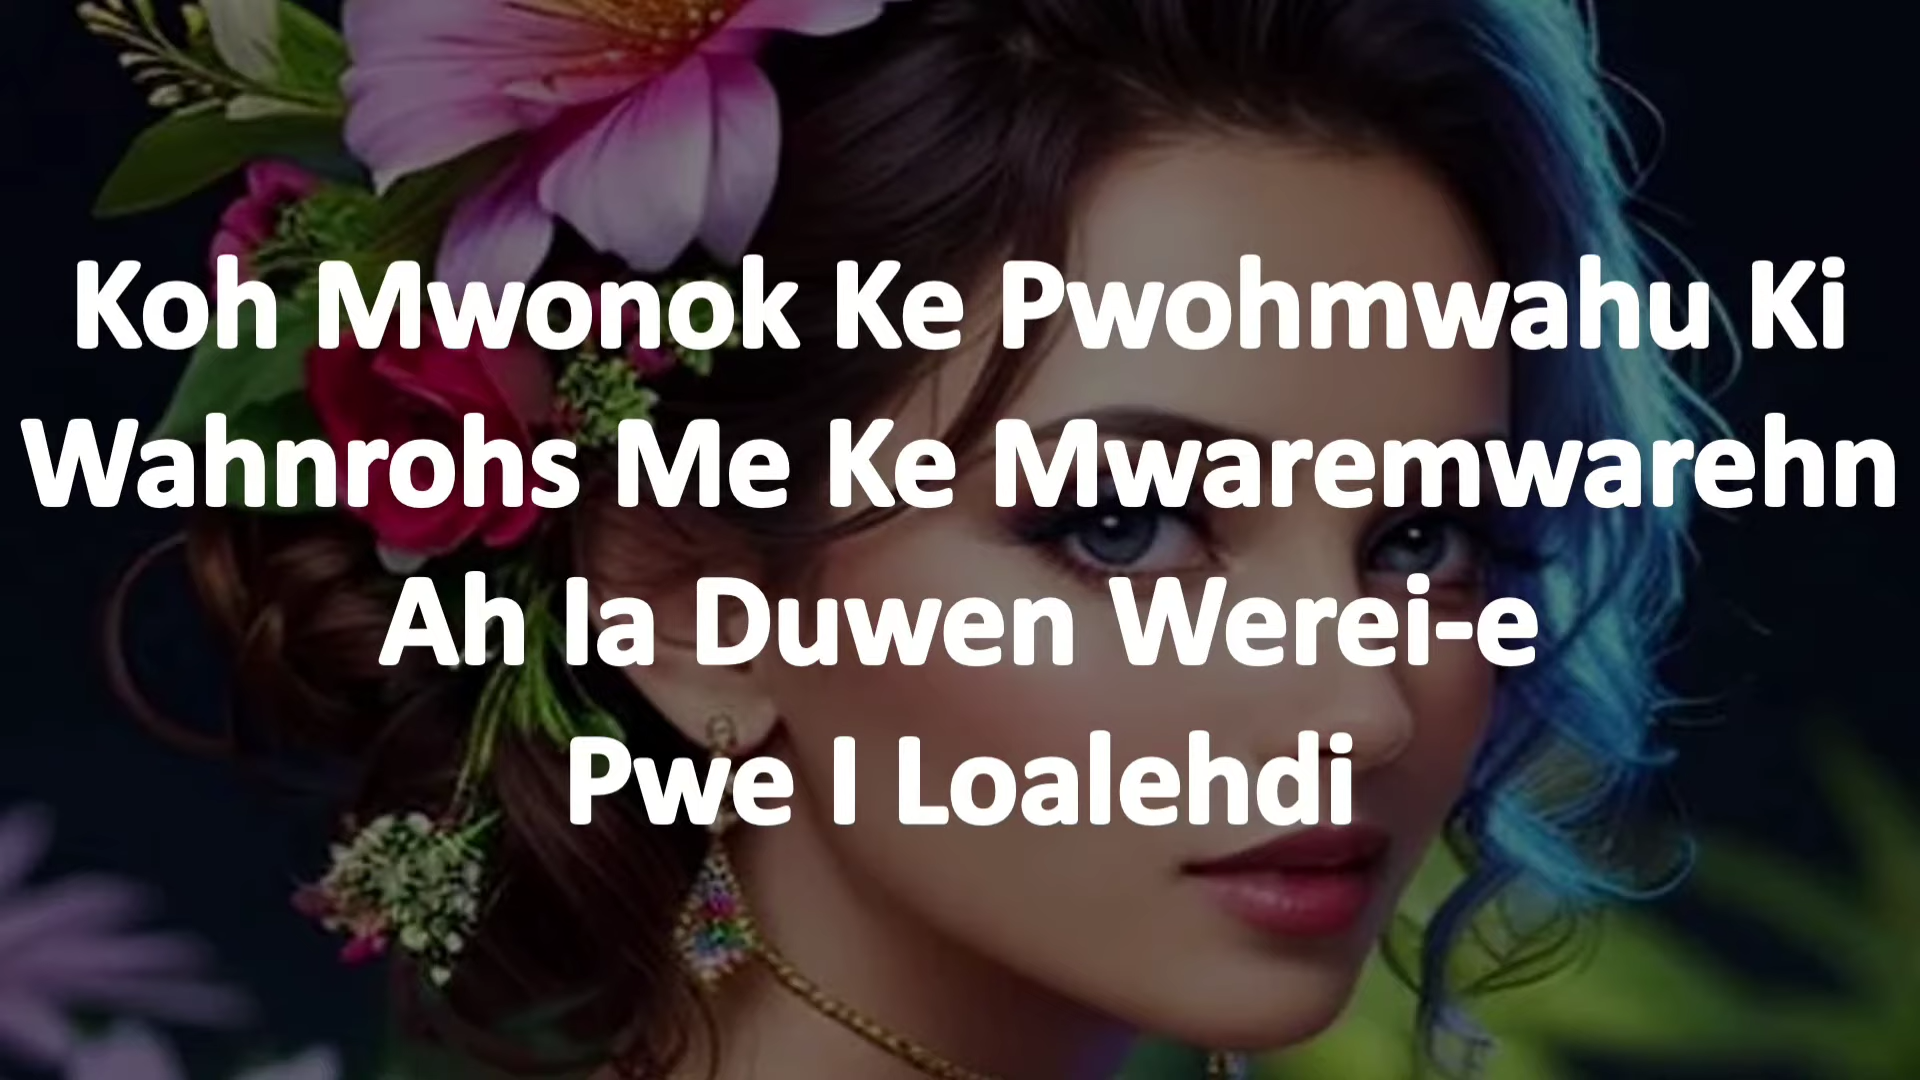 Koh Mwonok Ke Pwohmwahu Ki
Wahnrohs Me Ke Mwaremwarehn
Ah Ia Duwen Werei-e
Pwe I Loalehdi